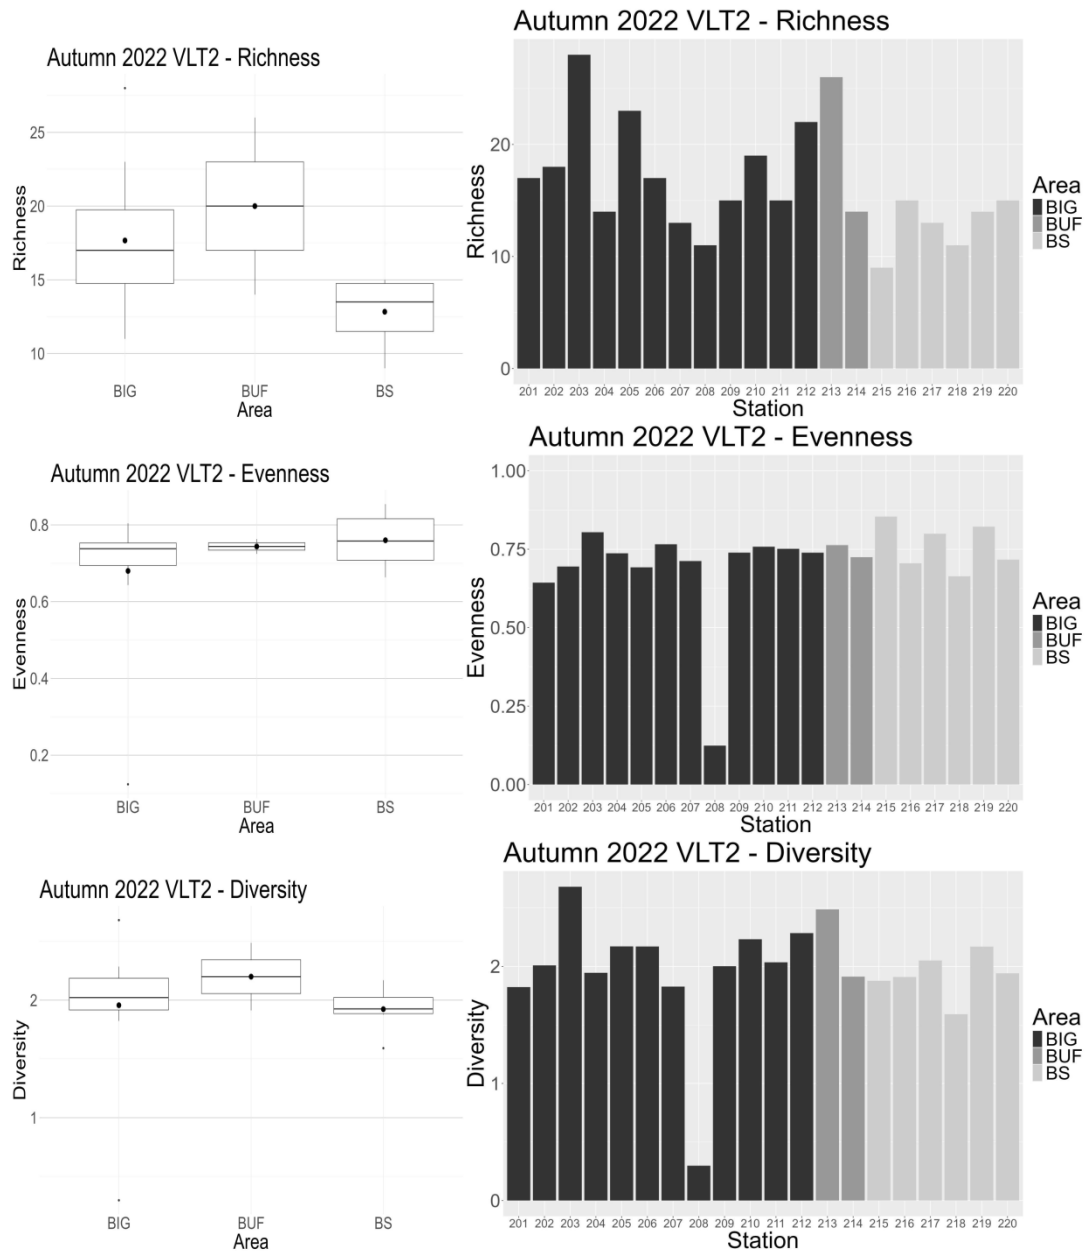 Autumn 2022 VLT2 - Richness
25
20
15
10
Richness
BIG BUF BS
Area
Autumn 2022 VLT2 - Richness
20
10
0
Richness
201 202 203 204 205 206 207 208 209 210 211 212 213 214 215 216 217 218 219 220
Station
Area
BIG
BUF
BS
Autumn 2022 VLT2 - Evenness
0.8
0.6
0.4
0.2
Evenness
BIG BUF BS
Area
Autumn 2022 VLT2 - Evenness
1.00
0.75
0.50
0.25
0.00
Evenness
201 202 203 204 205 206 207 208 209 210 211 212 213 214 215 216 217 218 219 220
Station
Area
BIG
BUF
BS
Autumn 2022 VLT2 - Diversity
2
1
Diversity
BIG BUF BS
Area
Autumn 2022 VLT2 - Diversity
2
1
0
Diversity
201 202 203 204 205 206 207 208 209 210 211 212 213 214 215 216 217 218 219 220
Station
Area
BIG
BUF
BS